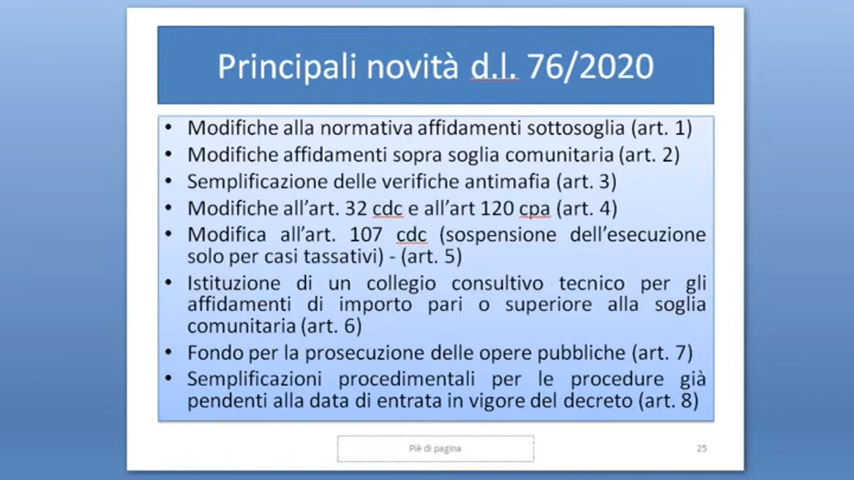 Principali novità d.l. 76/2020
• Modifiche alla normativa affidamenti sottosoglia (art. 1)
• Modifiche affidamenti sopra soglia comunitaria (art. 2)
• Semplificazione delle verifiche antimafia (art. 3)
• Modifiche all'art. 32 cdc e all'art 120 cpa (art. 4)
• Modifica all'art. 107 cdc (sospensione dell'esecuzione
solo per casi tassativi) - (art. 5)
• Istituzione di un collegio consultivo tecnico per gli
affidamenti di importo pari o superiore alla soglia
comunitaria (art. 6)
• Fondo per la prosecuzione delle opere pubbliche (art. 7)
• Semplificazioni procedimentali per le procedure già
pendenti alla data di entrata in vigore del decreto (art. 8)
Piè di pagina
25